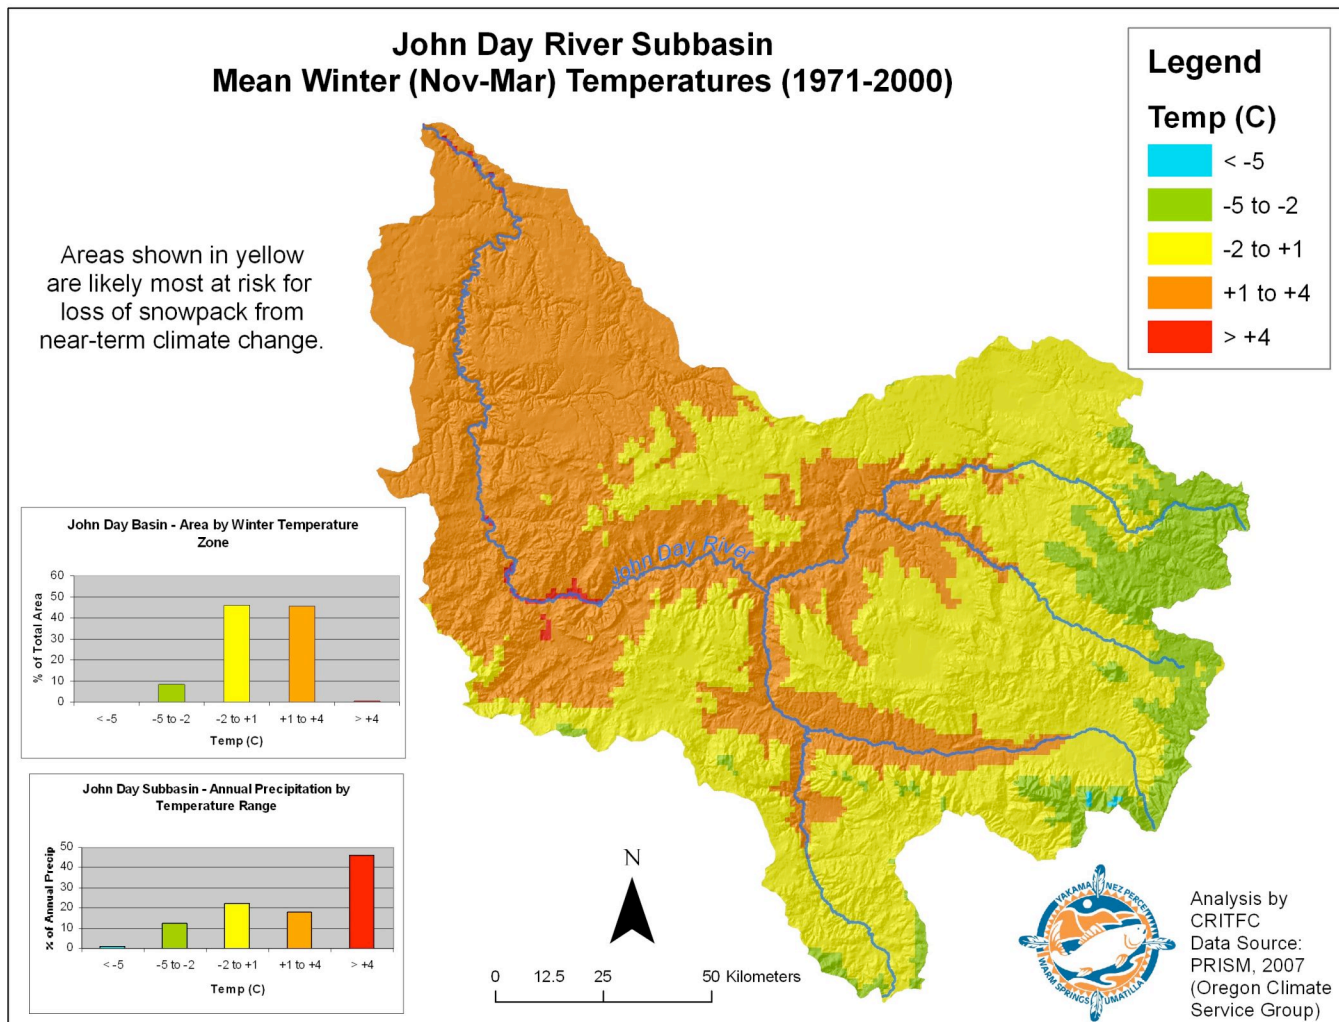 John Day River Subbasin
Mean Winter (Nov-Mar) Temperatures (1971-2000)
Legend
Temp (C)
< -5
-5 to -2
-2 to +1
+1 to +4
> +4
Areas shown in yellow
are likely most at risk for
loss of snowpack from
near-term climate change.
John Day River
John Day Basin - Area by Winter Temperature
Zone
% of Total Area
60
50
40
30
20
10
0
< -5
-5 to -2
-2 to +1
+1 to +4
> +4
Temp (C)
John Day Subbasin - Annual Precipitation by
Temperature Range
% of Annual Precip
50
40
30
20
10
0
< -5
-5 to -2
-2 to +1
+1 to +4
> +4
Temp (C)
N
0 12.5 25 50 Kilometers
YAKAMA
NEZ PERCE
WARM SPRINGS
UMATILLA
Analysis by
CRITFC
Data Source:
PRISM, 2007
(Oregon Climate
Service Group)